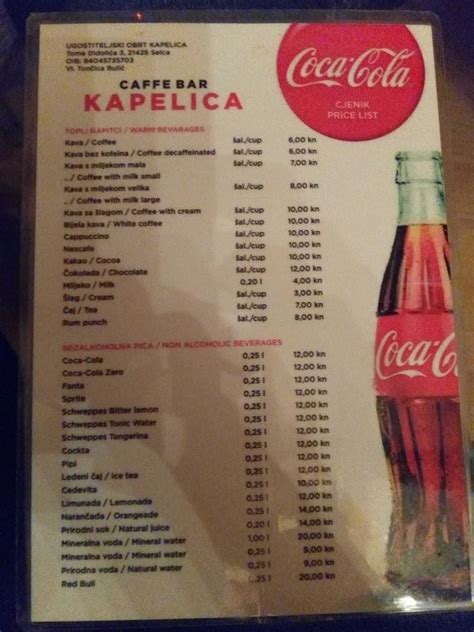 UGOSTITELJSKI OBRT KAPELICA
Tome Didolića 3, 21425 Selca
OIB: 84045735703
Vl. Tončica Bulić
CAFFE BAR
KAPELICA
Coca-Cola
CJENIK
PRICE LIST
TOPLI NAPITCI / WARM BEVARAGES
Kava / Coffee šal./cup 6,00 kn
Kava bez kofeina / Coffee decaffeinated šal./cup 6,00 kn
Kava s mlijekom mala šal./cup 7,00 kn
../ Coffee with milk small
Kava s mlijekom velika šal./cup 8,00 kn
../ Coffee with milk large
Kava sa šlagom / Coffee with cream šal./cup 10,00 kn
Bijela kava / White coffee šal./cup 10,00 kn
Cappuccino šal./cup 10,00 kn
Nescafe šal./cup 10,00 kn
Kakao / Cocoa šal./cup 10,00 kn
Čokolada / Chocolate šal./cup 12,00 kn
Mlijeko / Milk 0,20 l 4,00 kn
Šlag / Cream šal./cup 3,00 kn
Čaj / Tea šal./cup 7,00 kn
Rum punch šal./cup 8,00 kn
BEZALKOHOLNA PIĆA / NON ALCOHOLIC BEVERAGES
Coca-Cola 0,25 l 12,00 kn
Coca-Cola Zero 0,25 l 12,00 kn
Fanta 0,25 l 12,00 kn
Sprite 0,25 l 12,00 kn
Schweppes Bitter lemon 0,25 l 12,00 kn
Schweppes Tonic Water 0,25 l 12,00 kn
Schweppes Tangerina 0,25 l 12,00 kn
Cockta 0,25 l 12,00 kn
Pipi 0,25 l 12,00 kn
Ledeni čaj / ice tea 0,25 l 12,00 kn
Cedevita 0,25 l 10,00 kn
Limunada / Lemonade 0,25 l 12,00 kn
Narančada / Orangeade 0,25 l 14,00 kn
Prirodni sok / Natural juice 0,20 l 14,00 kn
Mineralna voda / Mineral water 1,00 l 20,00 kn
Mineralna voda / Mineral water 0,25 l 9,00 kn
Prirodna voda / Natural water 0,25 l 9,00 kn
Red Bull 0,25 l 20,00 kn
Coca-C